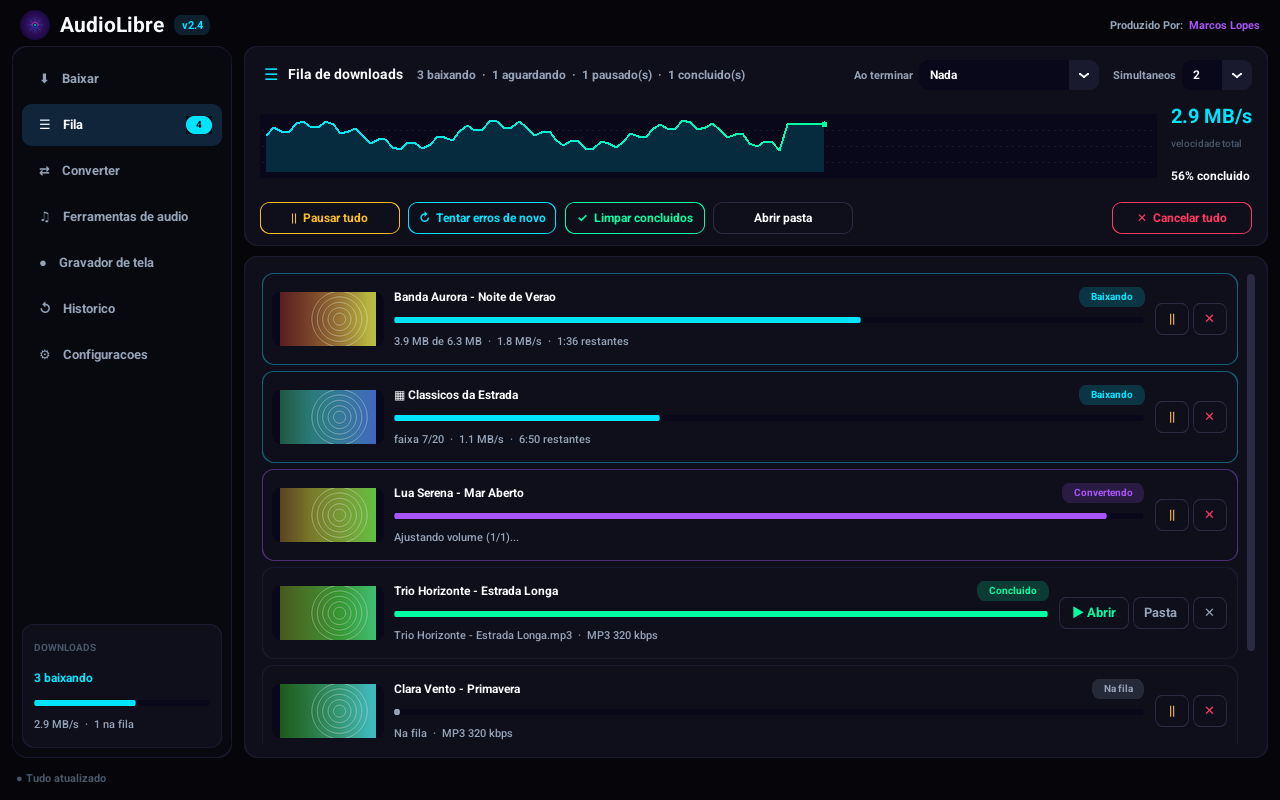 AudioLibre v2.4
Produzido Por: Marcos Lopes
Baixar
Fila 4
Converter
Ferramentas de audio
Gravador de tela
Historico
Configuracoes
DOWNLOADS
3 baixando
2.9 MB/s · 1 na fila
Tudo atualizado
Fila de downloads 3 baixando · 1 aguardando · 1 pausado(s) · 1 concluido(s)
Ao terminar Nada Simultaneos 2
2.9 MB/s
velocidade total
56% concluido
Pausar tudo Tentar erros de novo Limpar concluidos Abrir pasta Cancelar tudo
Banda Aurora - Noite de Verao Baixando
3.9 MB de 6.3 MB · 1.8 MB/s · 1:36 restantes
Classicos da Estrada Baixando
faixa 7/20 · 1.1 MB/s · 6:50 restantes
Lua Serena - Mar Aberto Convertendo
Ajustando volume (1/1)...
Trio Horizonte - Estrada Longa Concluido
Abrir Pasta
Trio Horizonte - Estrada Longa.mp3 · MP3 320 kbps
Clara Vento - Primavera Na fila
Na fila · MP3 320 kbps